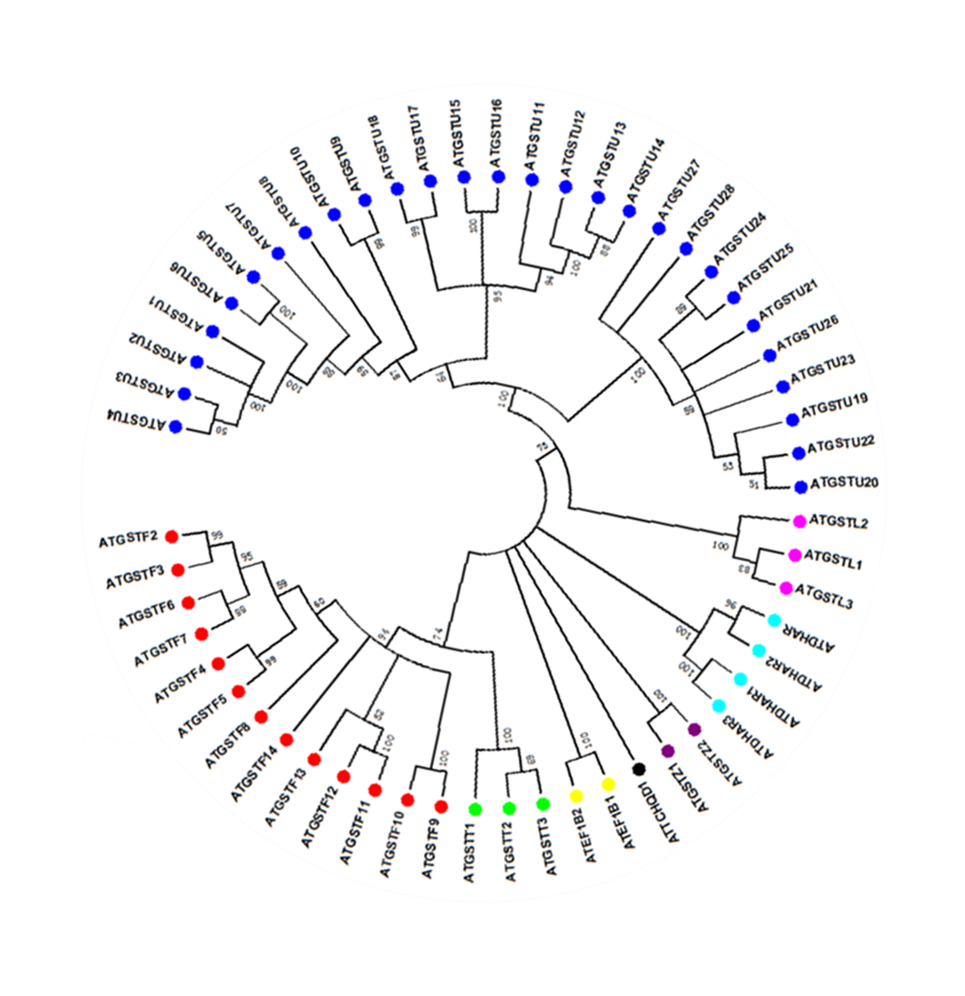 ATGSTU4
ATGSTU3
ATGSTU2
ATGSTU1
ATGSTU6
ATGSTU5
ATGSTU7
ATGSTU8
ATGSTU10
ATGSTU9
ATGSTU18
ATGSTU17
ATGSTU15
ATGSTU16
ATGSTU11
ATGSTU12
ATGSTU13
ATGSTU14
ATGSTU27
ATGSTU28
ATGSTU24
ATGSTU25
ATGSTU21
ATGSTU26
ATGSTU23
ATGSTU19
ATGSTU22
ATGSTU20
ATGSTL2
ATGSTL1
ATGSTL3
ATDHAR
ATDHAR2
ATDHAR1
ATDHAR3
ATGSTZ2
ATGSTZ1
ATTCHQD1
ATEF1B1
ATEF1B2
ATGSTT3
ATGSTT2
ATGSTT1
ATGSTF9
ATGSTF10
ATGSTF11
ATGSTF12
ATGSTF13
ATGSTF14
ATGSTF8
ATGSTF5
ATGSTF4
ATGSTF7
ATGSTF6
ATGSTF3
ATGSTF2
50
100
100
100
99
100
95
94
100
100
100
53
51
100
83
96
100
100
100
100
100
100
74
99
95
99